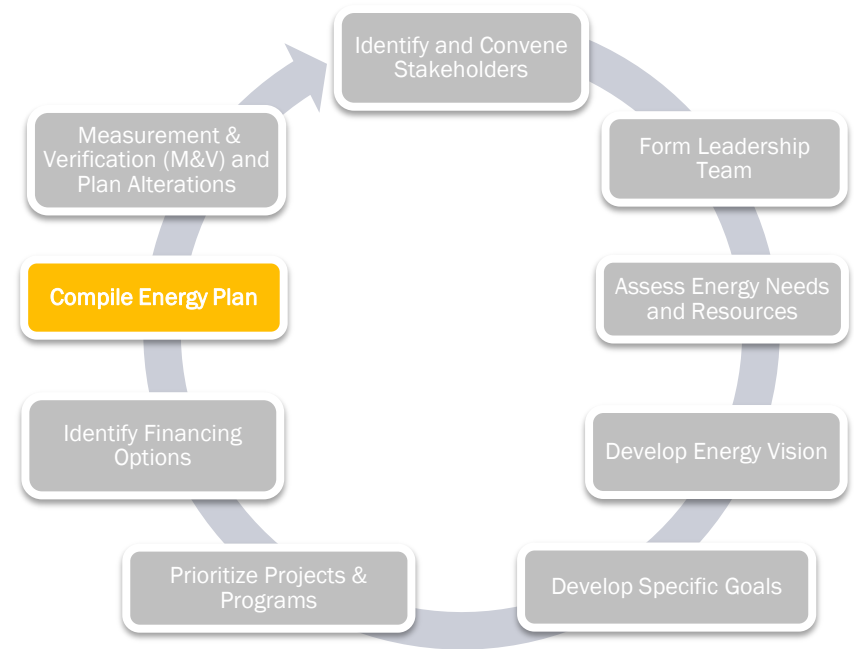 Identify and Convene
Stakeholders
Form Leadership
Team
Assess Energy Needs
and Resources
Develop Energy Vision
Develop Specific Goals
Prioritize Projects &
Programs
Identify Financing
Options
Compile Energy Plan
Measurement &
Verification (M&V) and
Plan Alterations